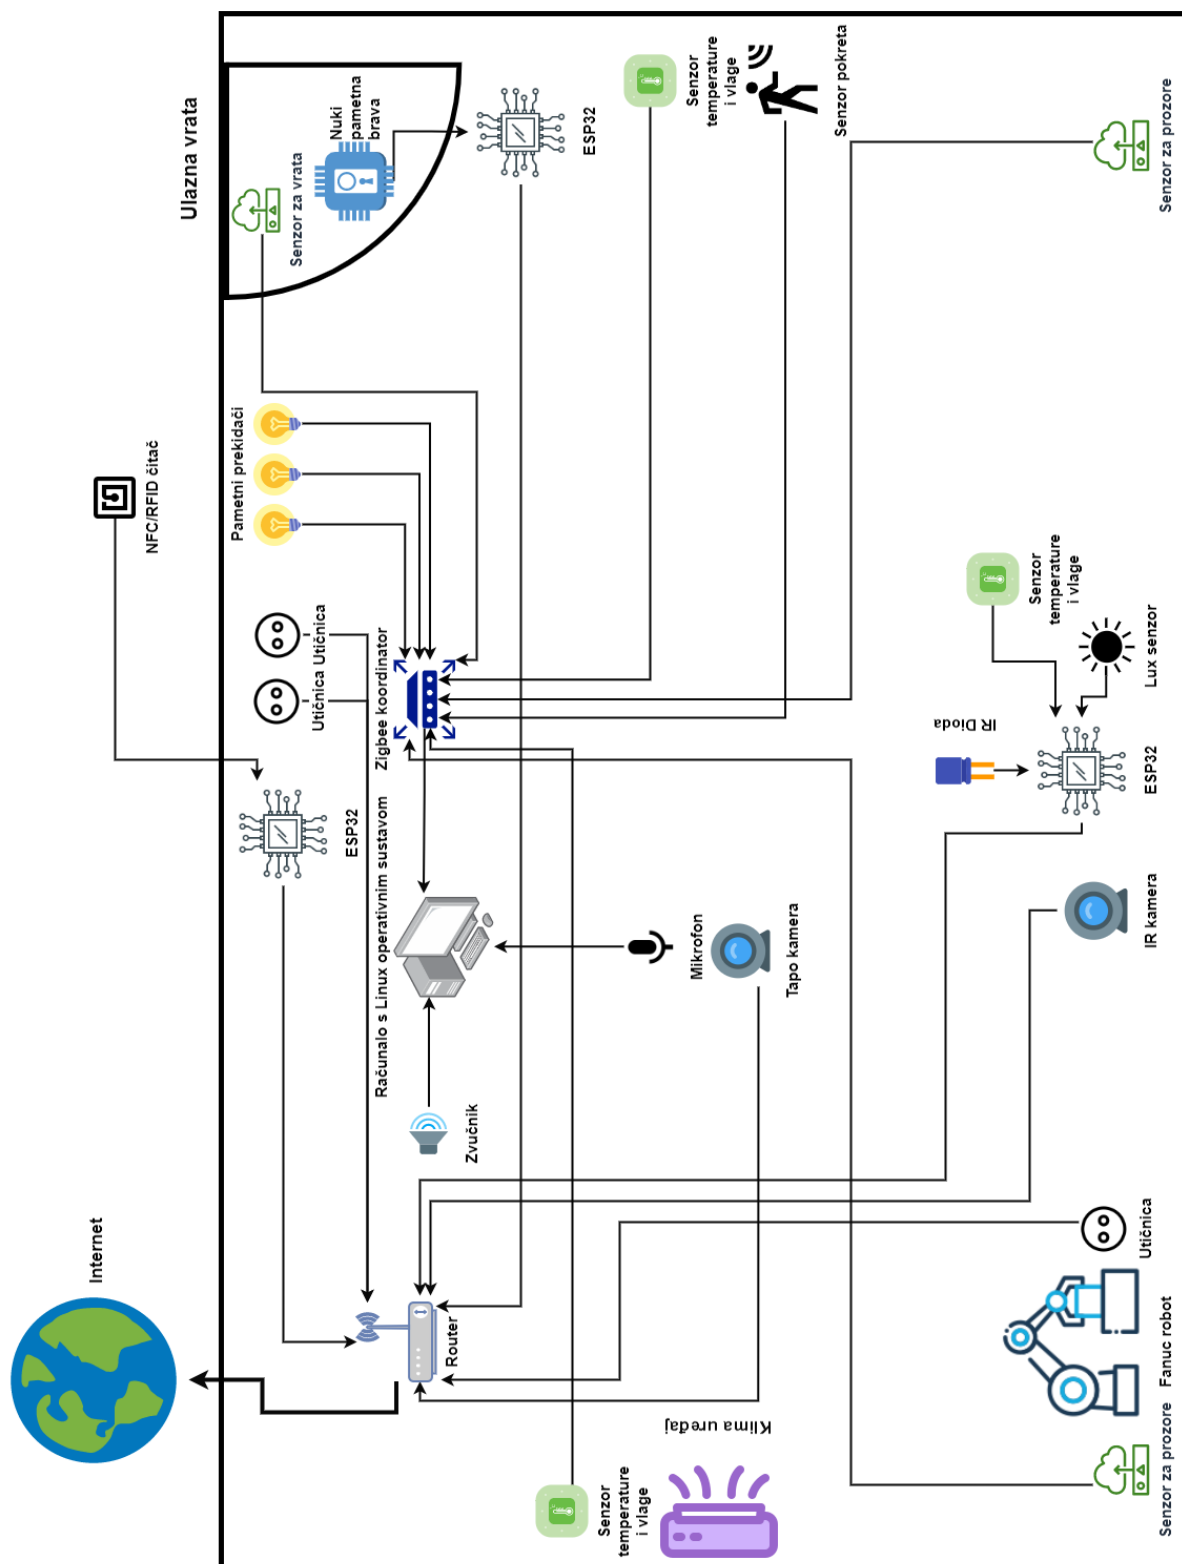 Internet
NFC/RFID čitač
Ulazna vrata
Utičnica
Utičnica
Pametni prekidači
Senzor za vrata
Nuki
pametna
brava
ESP32
ESP32
Zigbee koordinator
Računalo s Linux operativnim sustavom
Router
Zvučnik
Mikrofon
Tapo kamera
Senzor
temperature
i vlage
Senzor pokreta
Senzor
temperature
i vlage
Klima uređaj
IR Dioda
Senzor
temperature
i vlage
Lux senzor
ESP32
IR kamera
Utičnica
Fanuc robot
Senzor za prozore
Senzor za prozore